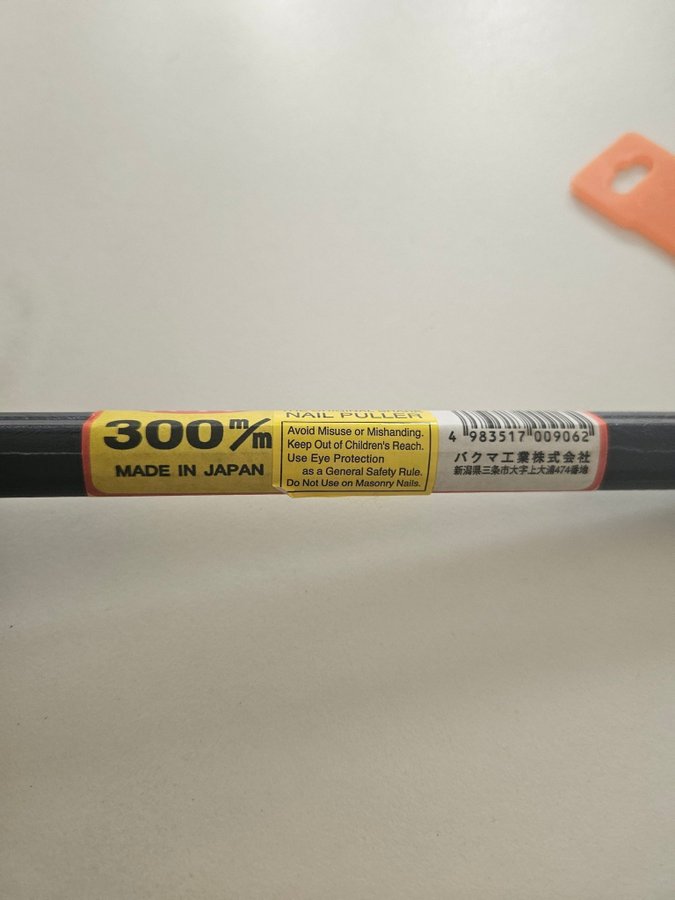 300 m/m
MADE IN JAPAN
NAIL PULLER
Avoid Misuse or Mishanding.
Keep Out of Children's Reach.
Use Eye Protection
as a General Safety Rule.
Do Not Use on Masonry Nails.
4 983517 009062
バクマ工業株式会社
新潟県三条市大字上大浦474番地